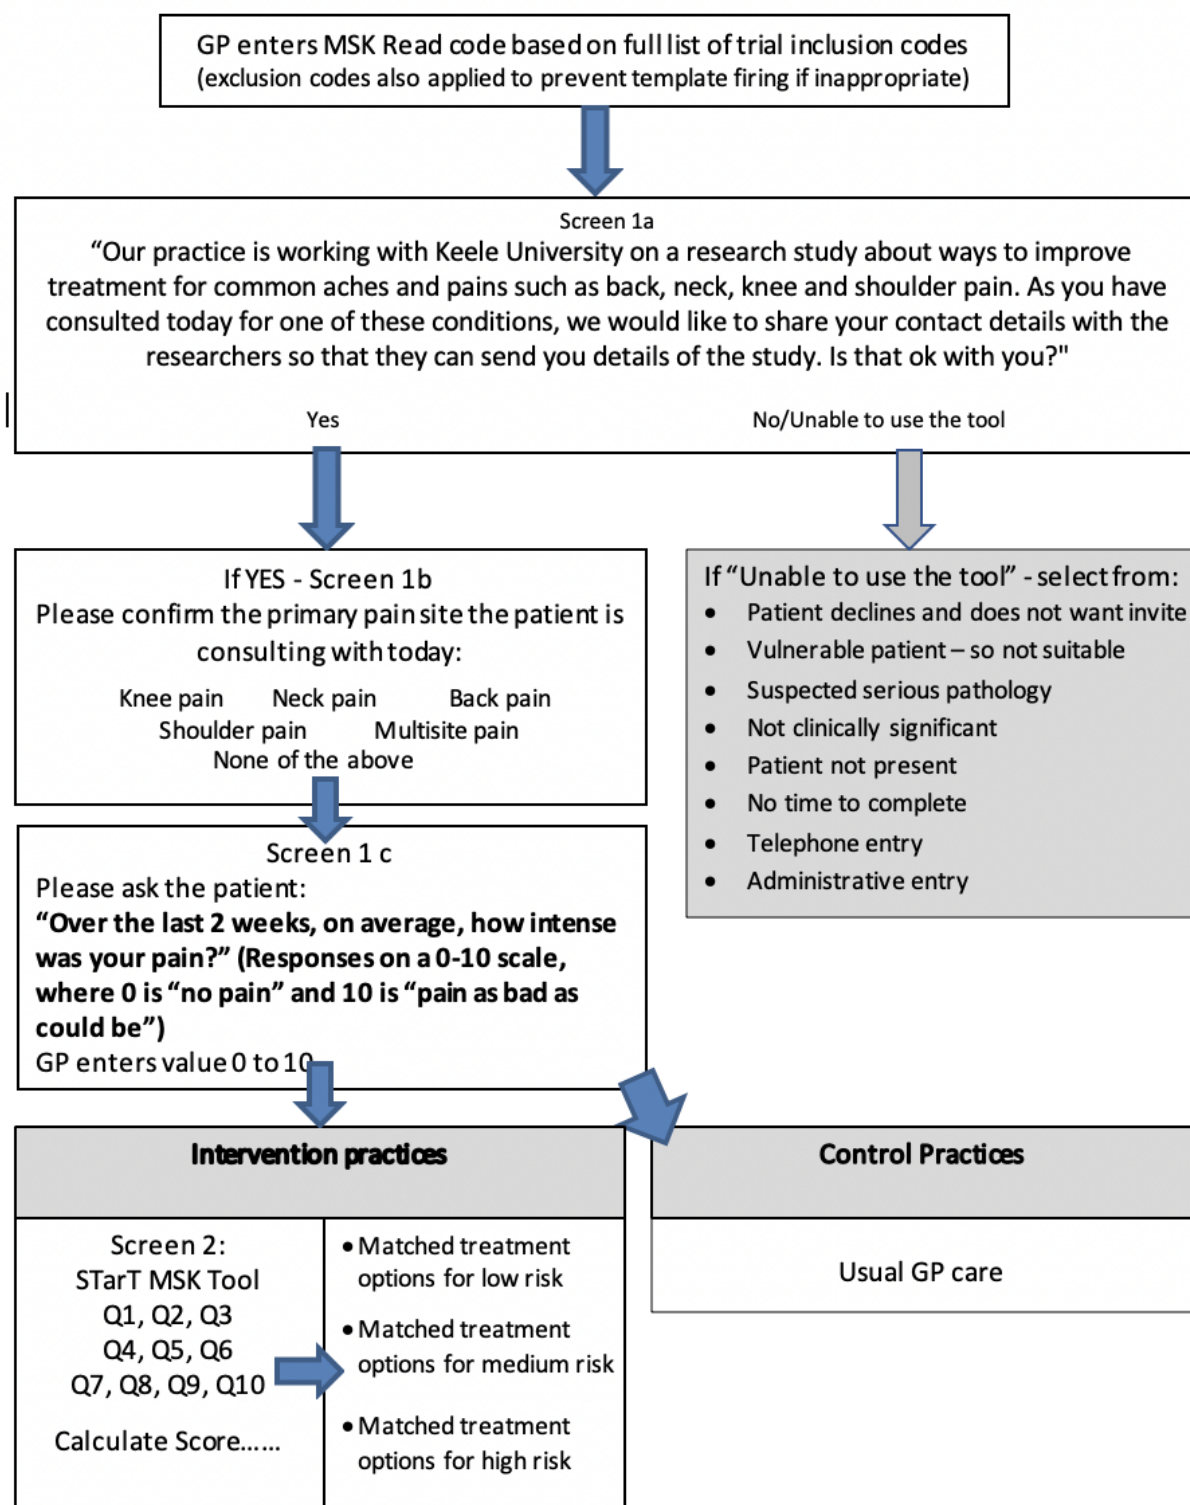 GP enters MSK Read code based on full list of trial inclusion codes
(exclusion codes also applied to prevent template firing if inappropriate)
Screen 1a
“Our practice is working with Keele University on a research study about ways to improve
treatment for common aches and pains such as back, neck, knee and shoulder pain. As you have
consulted today for one of these conditions, we would like to share your contact details with the
researchers so that they can send you details of the study. Is that ok with you?"
Yes
No/Unable to use the tool
If YES - Screen 1b
Please confirm the primary pain site the patient is
consulting with today:
Knee pain Neck pain Back pain
Shoulder pain Multisite pain
None of the above
If “Unable to use the tool” - select from:
• Patient declines and does not want invite
• Vulnerable patient – so not suitable
• Suspected serious pathology
• Not clinically significant
• Patient not present
• No time to complete
• Telephone entry
• Administrative entry
Screen 1 c
Please ask the patient:
“Over the last 2 weeks, on average, how intense
was your pain?” (Responses on a 0-10 scale,
where 0 is “no pain” and 10 is “pain as bad as
could be”)
GP enters value 0 to 10
Intervention practices
Screen 2:
STarT MSK Tool
Q1, Q2, Q3
Q4, Q5, Q6
Q7, Q8, Q9, Q10
Calculate Score......
• Matched treatment
options for low risk
• Matched treatment
options for medium risk
• Matched treatment
options for high risk
Control Practices
Usual GP care